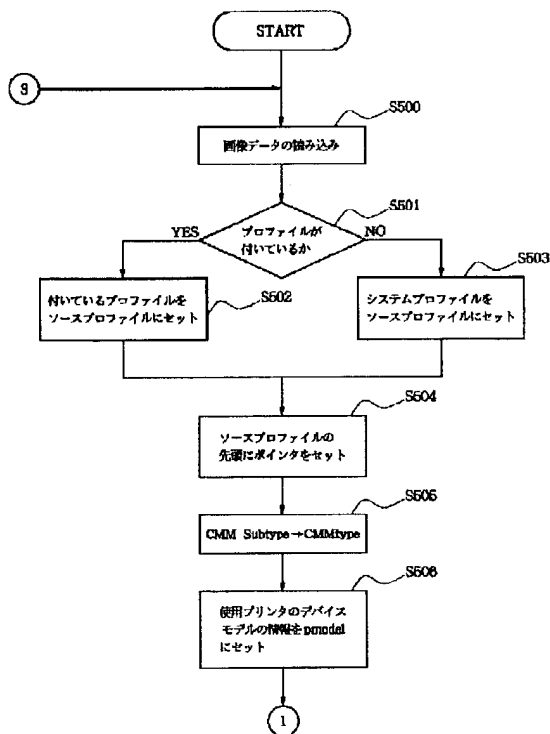 START
3
S500
画像データの読み込み
S501
プロファイルが
付いているか
YES
NO
S502
付いているプロファイルを
ソースプロファイルにセット
S503
システムプロファイルを
ソースプロファイルにセット
S504
ソースプロファイルの
先頭にポインタをセット
S505
CMM Subtype→CMMtype
S506
使用プリンタのデバイス
モデルの情報をpmodel
にセット
1